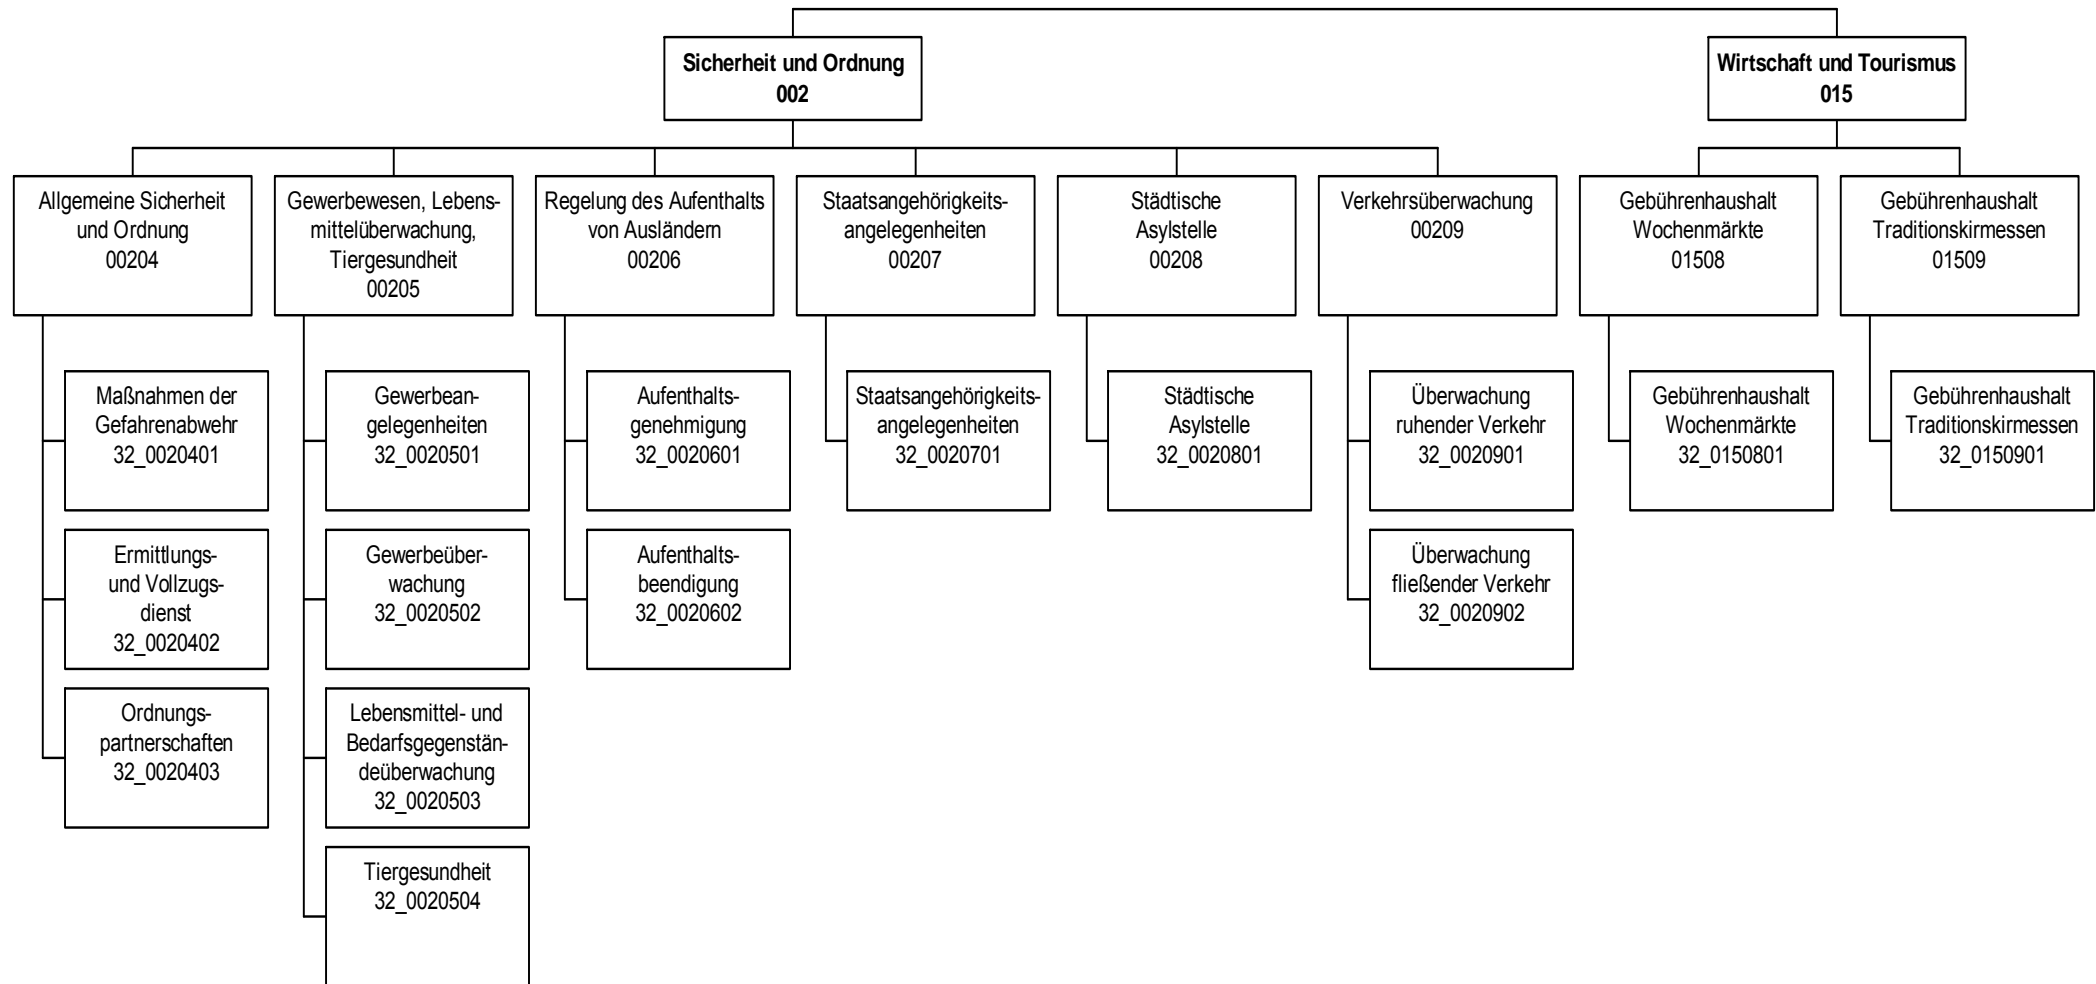 Sicherheit und Ordnung
002
Wirtschaft und Tourismus
015
Allgemeine Sicherheit
und Ordnung
00204
Gewerbewesen, Lebens-
mittelüberwachung,
Tiergesundheit
00205
Regelung des Aufenthalts
von Ausländern
00206
Staatsangehörigkeits-
angelegenheiten
00207
Städtische
Asylstelle
00208
Verkehrsüberwachung
00209
Gebührenhaushalt
Wochenmärkte
01508
Gebührenhaushalt
Traditionskirmessen
01509
Maßnahmen der
Gefahrenabwehr
32_0020401
Gewerbean-
gelegenheiten
32_0020501
Aufenthalts-
genehmigung
32_0020601
Staatsangehörigkeits-
angelegenheiten
32_0020701
Städtische
Asylstelle
32_0020801
Überwachung
ruhender Verkehr
32_0020901
Gebührenhaushalt
Wochenmärkte
32_0150801
Gebührenhaushalt
Traditionskirmessen
32_0150901
Ermittlungs-
und Vollzugs-
dienst
32_0020402
Gewerbeüber-
wachung
32_0020502
Aufenthalts-
beendigung
32_0020602
Überwachung
fließender Verkehr
32_0020902
Ordnungs-
partnerschaften
32_0020403
Lebensmittel- und
Bedarfsgegenstän-
deüberwachung
32_0020503
Tiergesundheit
32_0020504